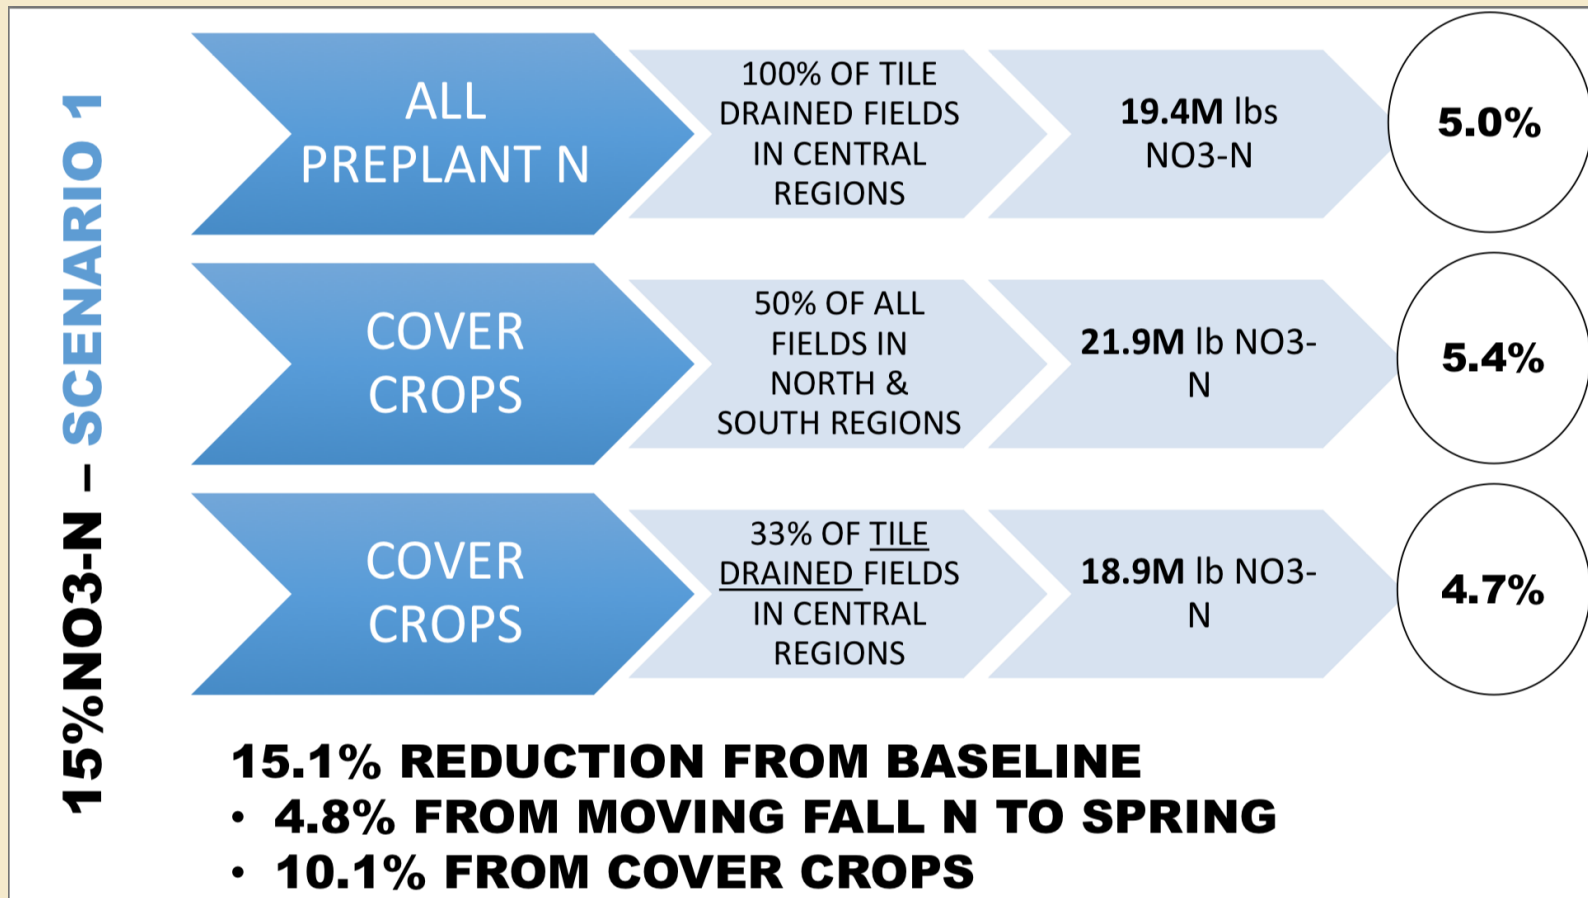 15%NO3-N – SCENARIO 1
ALL
PREPLANT N
100% OF TILE
DRAINED FIELDS
IN CENTRAL
REGIONS
19.4M lbs
NO3-N
5.0%
COVER
CROPS
50% OF ALL
FIELDS IN
NORTH &
SOUTH REGIONS
21.9M lb NO3-
N
5.4%
COVER
CROPS
33% OF TILE
DRAINED FIELDS
IN CENTRAL
REGIONS
18.9M lb NO3-
N
4.7%
15.1% REDUCTION FROM BASELINE
• 4.8% FROM MOVING FALL N TO SPRING
• 10.1% FROM COVER CROPS